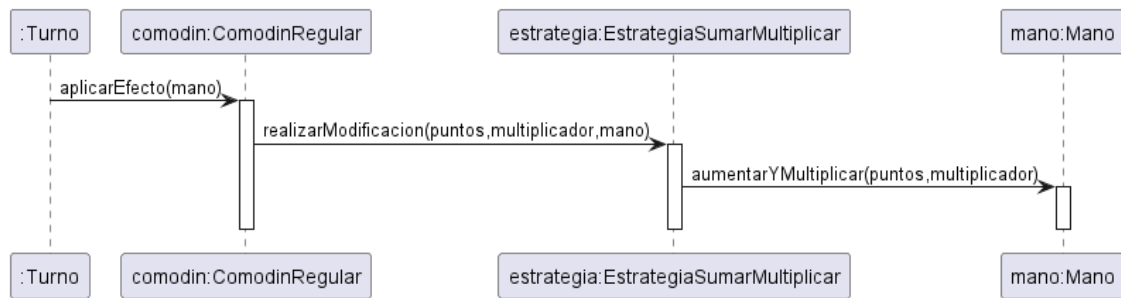 :Turno
comodin:ComodinRegular
estrategia:EstrategiaSumarMultiplicar
mano:Mano
aplicarEfecto(mano)
realizarModificacion(puntos,multiplicador,mano)
aumentarYMultiplicar(puntos,multiplicador)
:Turno
comodin:ComodinRegular
estrategia:EstrategiaSumarMultiplicar
mano:Mano